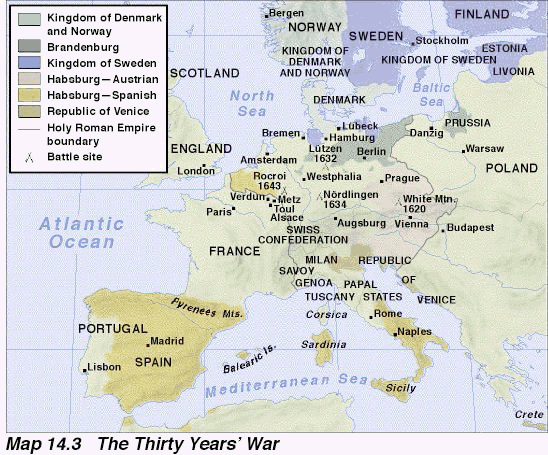 Kingdom of Denmark
and Norway
Brandenburg
Kingdom of Sweden
Habsburg—Austrian
Habsburg—Spanish
Republic of Venice
Holy Roman Empire
boundary
Battle site
Bergen
NORWAY
FINLAND
SWEDEN
Stockholm
ESTONIA
KINGDOM OF
DENMARK
AND NORWAY
KINGDOM OF SWEDEN
LIVONIA
SCOTLAND
North
Sea
Baltic
Sea
DENMARK
PRUSSIA
Lübeck
Danzig
Bremen
Hamburg
ENGLAND
Lützen
1632
Berlin
Warsaw
Amsterdam
London
POLAND
Rocroi
1643
Westphalia
Prague
Verdun
Metz
Nördlingen
1634
White Mtn.
1620
Paris
Toul
Alsace
Augsburg
Vienna
Budapest
Atlantic
Ocean
SWISS
CONFEDERATION
FRANCE
MILAN
REPUBLIC
OF
VENICE
SAVOY
GENOA
PAPAL
STATES
TUSCANY
Pyrenees Mts.
Corsica
Rome
PORTUGAL
Madrid
Naples
Sardinia
Balearic Is.
Lisbon
SPAIN
Mediterranean Sea
Sicily
Crete
Map 14.3 The Thirty Years' War